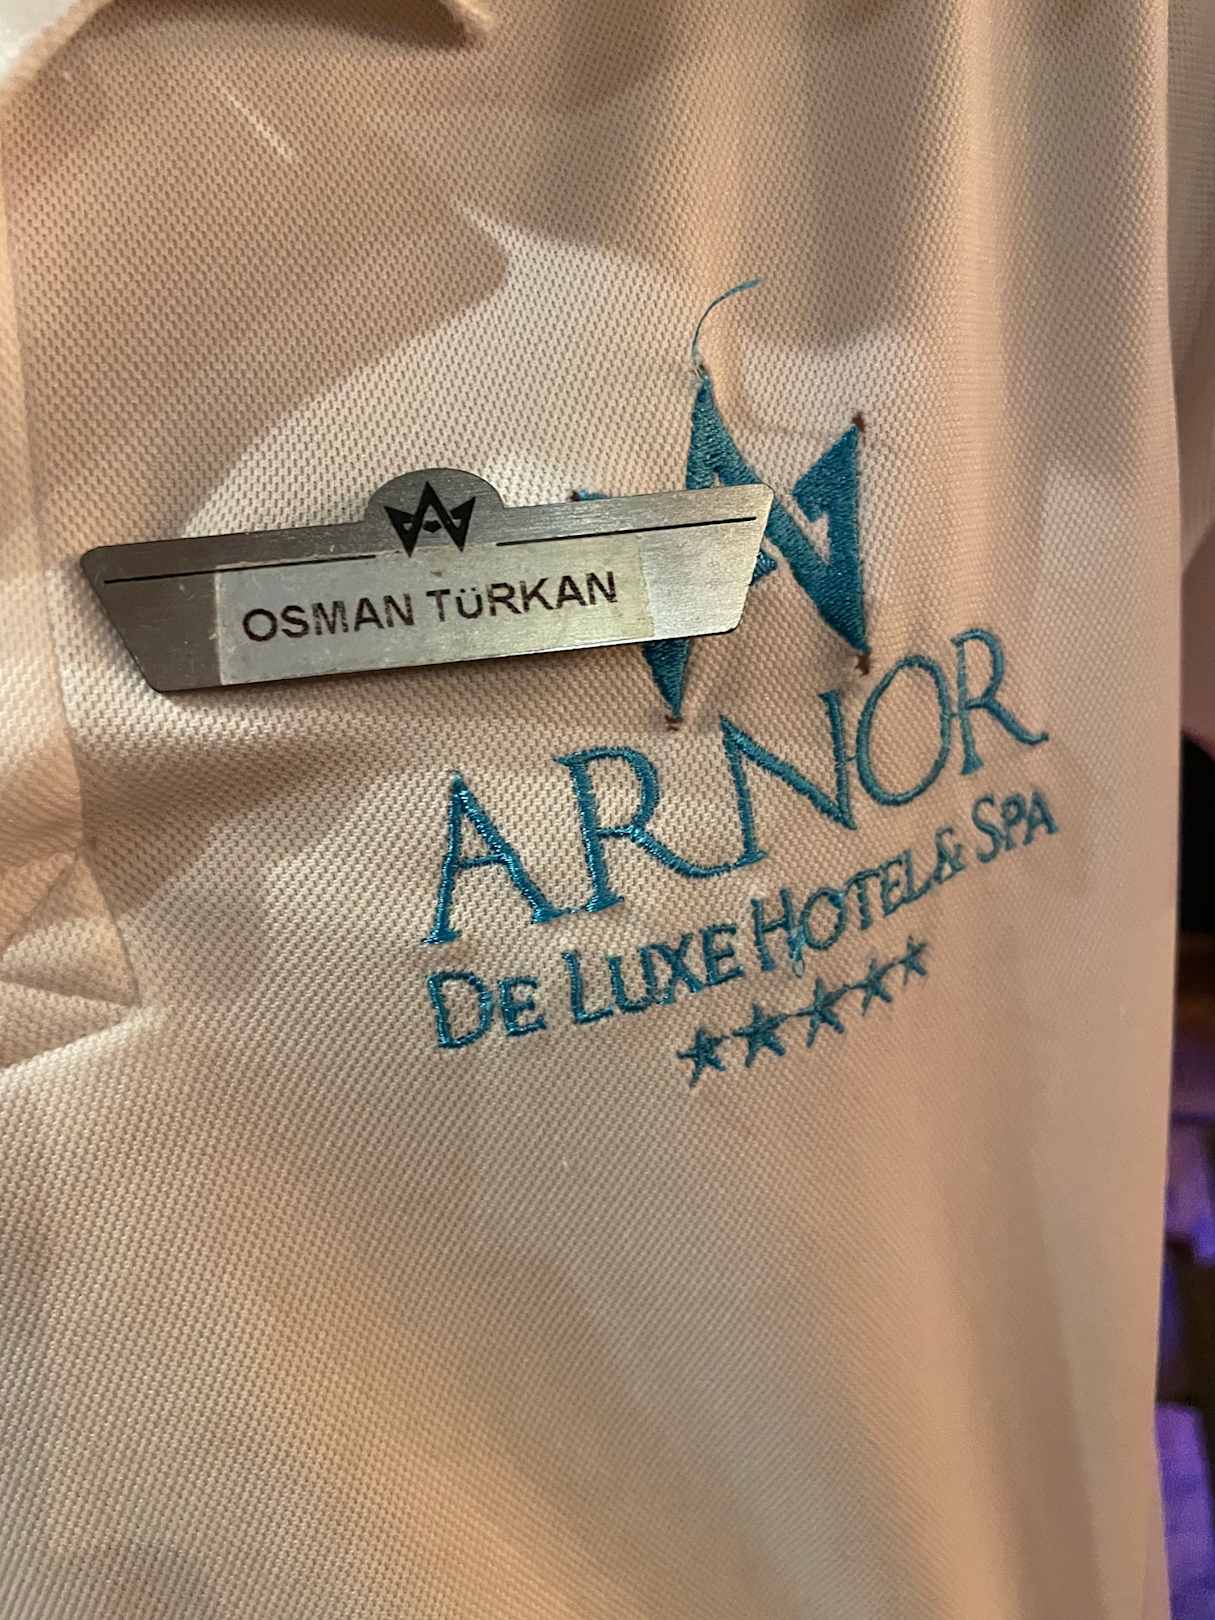 OSMAN TÜRKAN
ARNOR
DE LUXE HOTEL & SPA